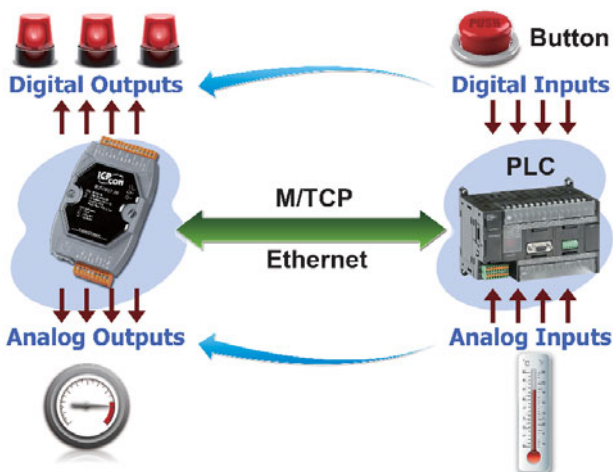 PUSH
Button
Digital Outputs
Digital Inputs
PLC
ICP
con
M/TCP
Ethernet
Analog Outputs
Analog Inputs